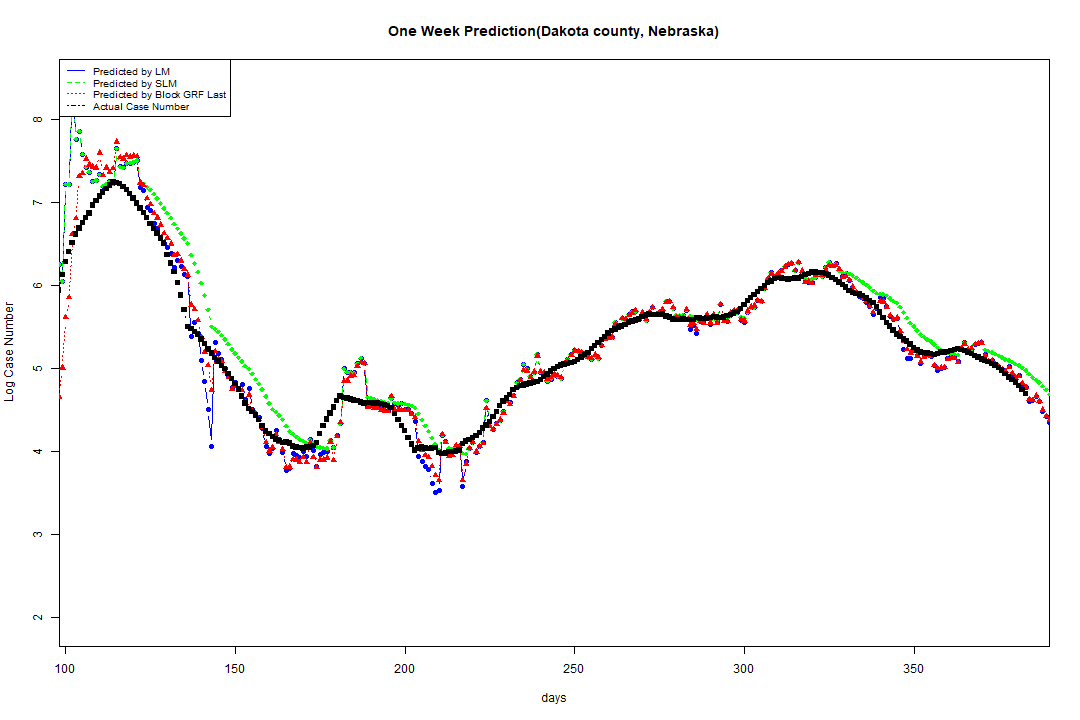 One Week Prediction(Dakota county, Nebraska)
Predicted by LM
Predicted by SLM
Predicted by Block GRF Last
Actual Case Number
Log Case Number
8
7
6
5
4
3
2
100 150 200 250 300 350
days